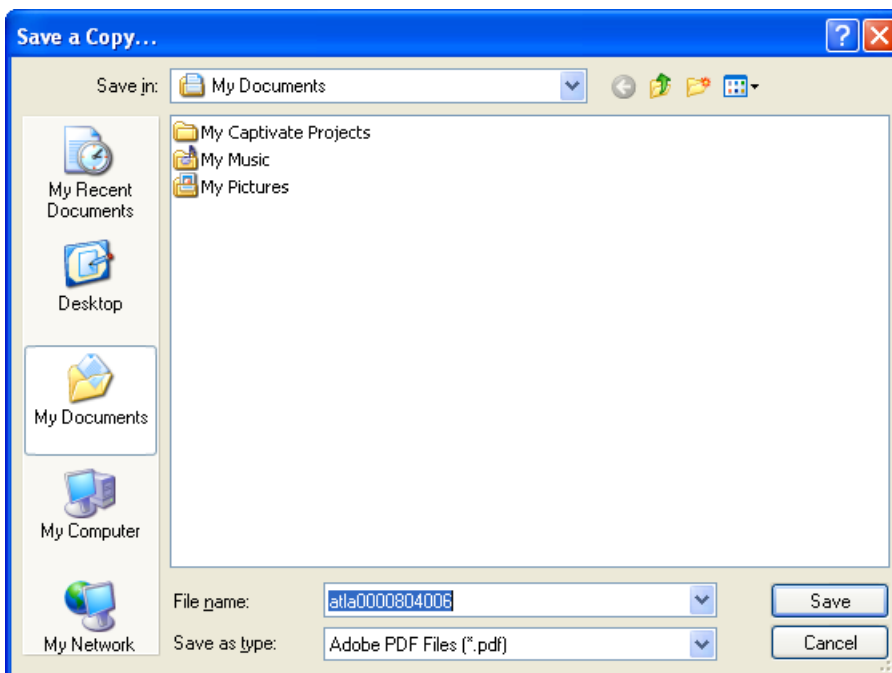 Save a Copy...
?
Save in:
My Documents
My Captivate Projects
My Music
My Pictures
My Recent
Documents
Desktop
My Documents
My Computer
My Network
File name:
atla0000804006
Save
Save as type:
Adobe PDF Files (*.pdf)
Cancel